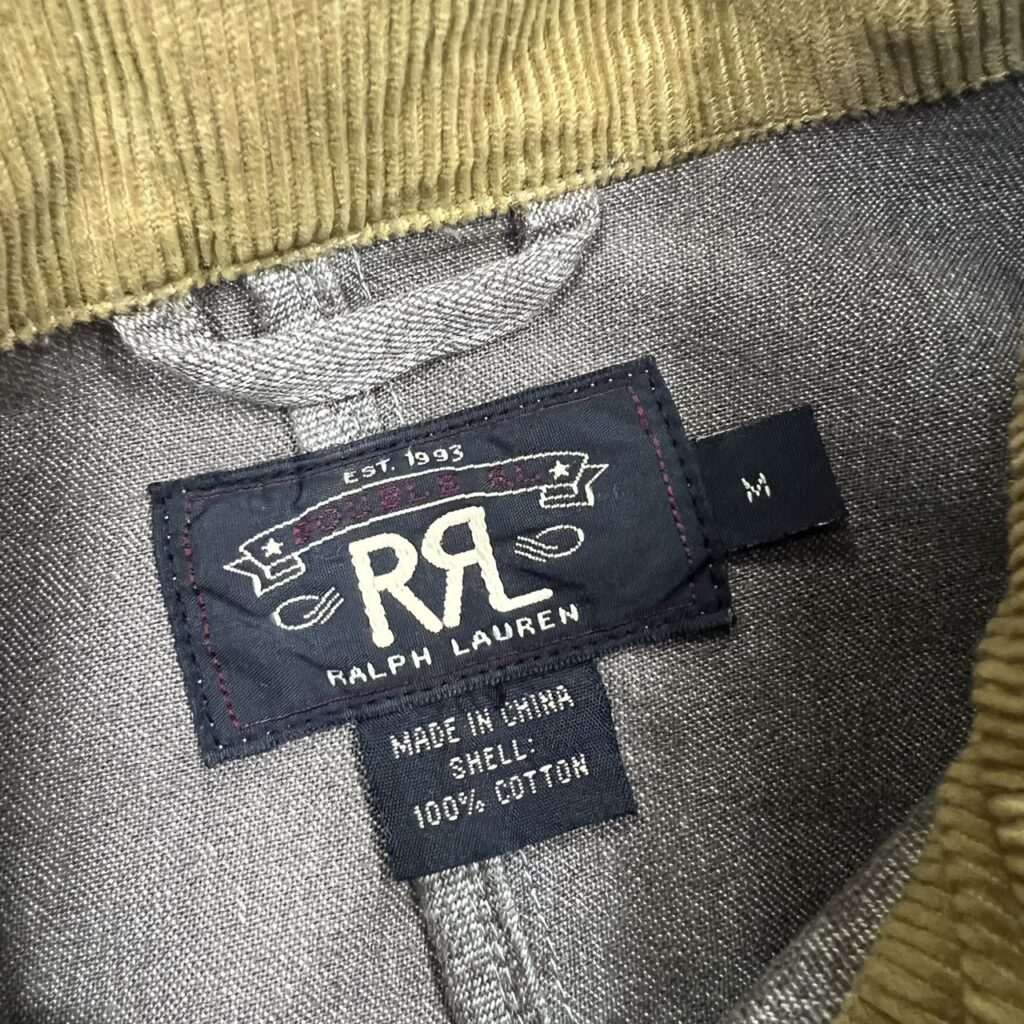 EST. 1993
DOUBLE RL
RRL
RALPH LAUREN
M
MADE IN CHINA
SHELL:
100% COTTON